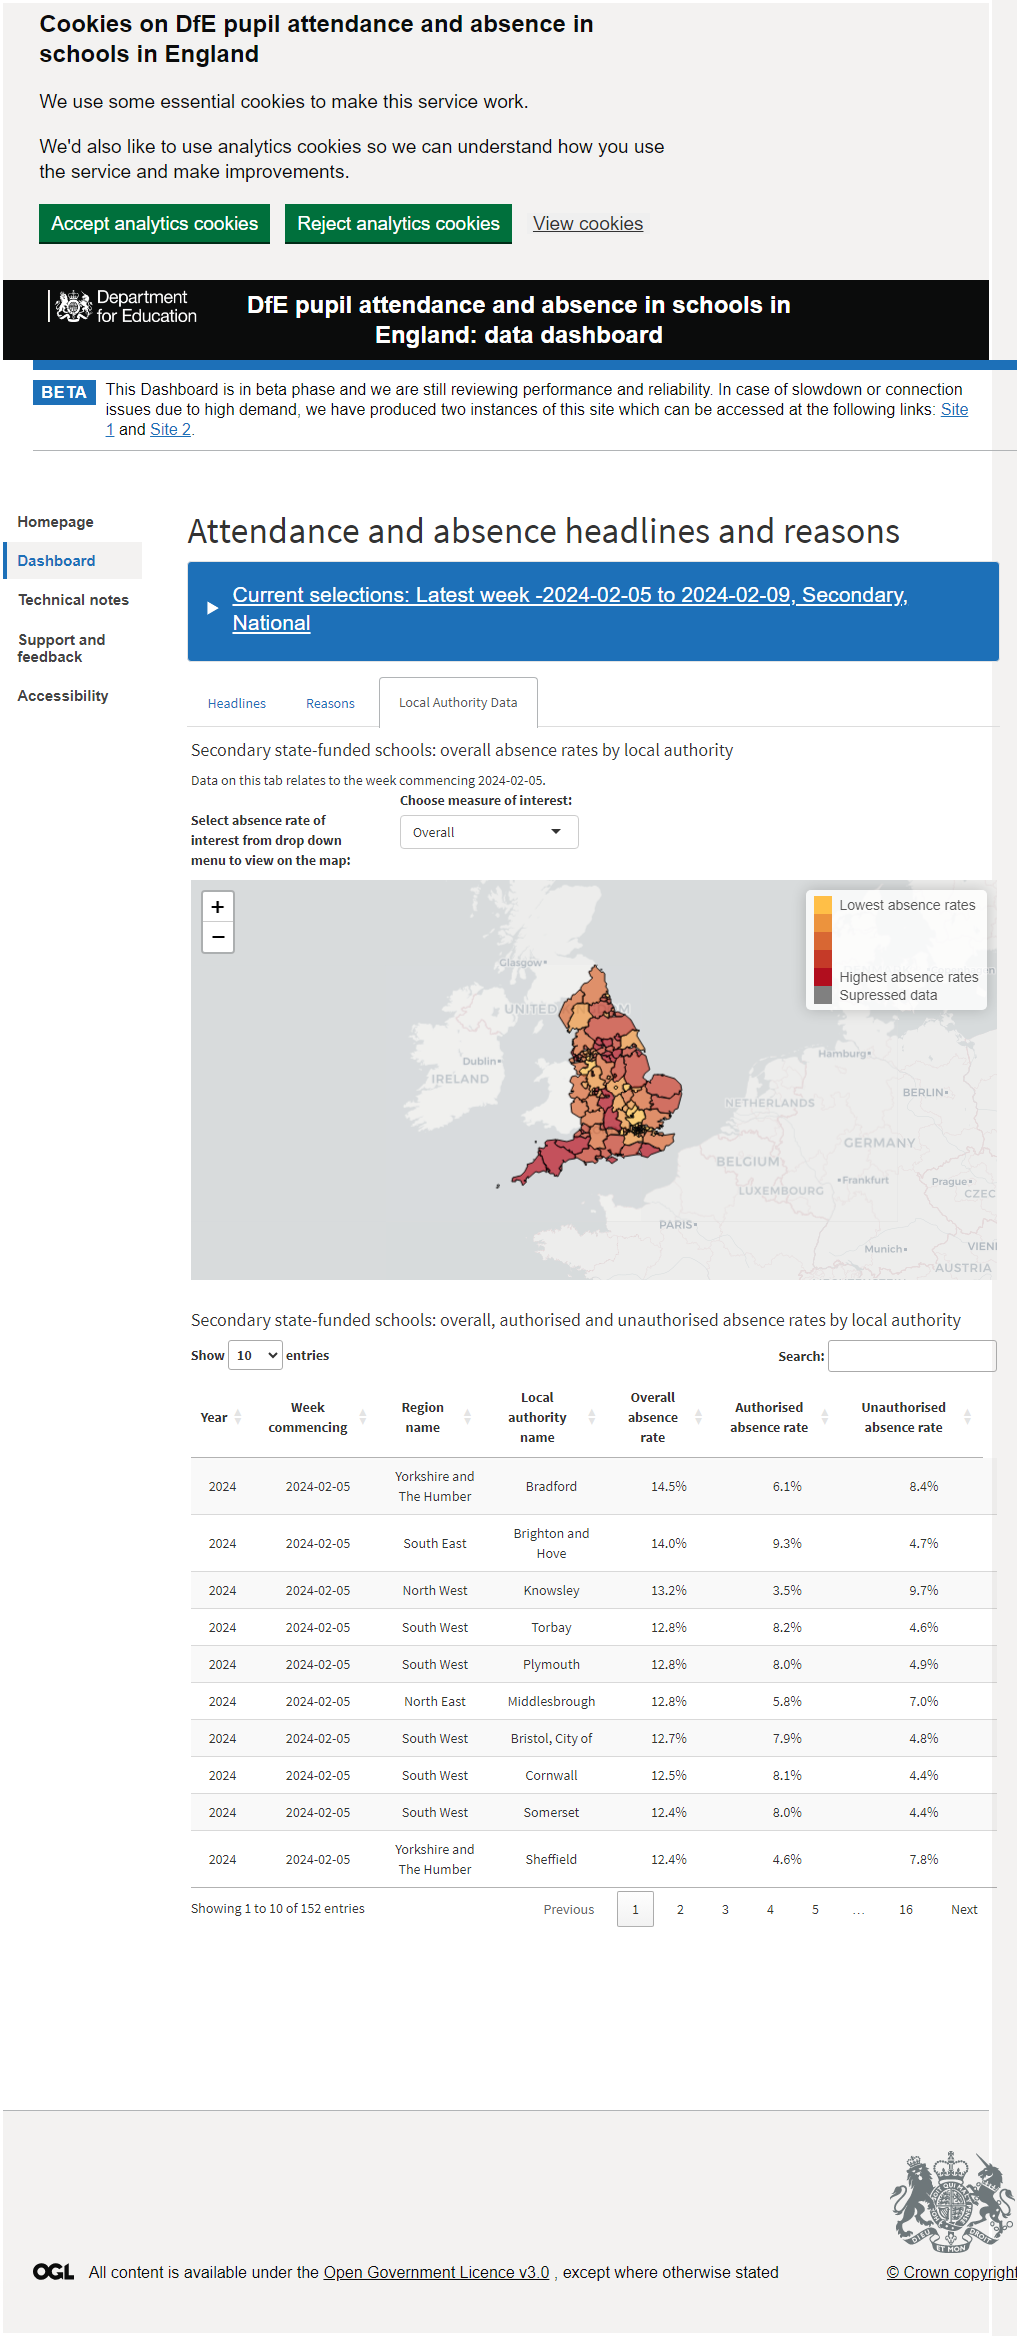 Cookies on DfE pupil attendance and absence in
schools in England
We use some essential cookies to make this service work.
We'd also like to use analytics cookies so we can understand how you use
the service and make improvements.
Accept analytics cookies
Reject analytics cookies
View cookies
Department
for Education
DfE pupil attendance and absence in schools in
England: data dashboard
BETA
This Dashboard is in beta phase and we are still reviewing performance and reliability. In case of slowdown or connection
issues due to high demand, we have produced two instances of this site which can be accessed at the following links: Site
1 and Site 2.
Homepage
Dashboard
Technical notes
Support and
feedback
Accessibility
Attendance and absence headlines and reasons
Current selections: Latest week -2024-02-05 to 2024-02-09, Secondary,
National
Headlines
Reasons
Local Authority Data
Secondary state-funded schools: overall absence rates by local authority
Data on this tab relates to the week commencing 2024-02-05.
Select absence rate of
interest from drop down
menu to view on the map:
Choose measure of interest:
Overall
+
−
Lowest absence rates
Highest absence rates
Supressed data
Glasgow
UNITED
Dublin
IRELAND
Hamburg
BERLIN
NETHERLANDS
GERMANY
BELGIUM
Frankfurt
Prague
LUXEMBOURG
CZEC
PARIS
Munich
VIEN
AUSTRIA
Secondary state-funded schools: overall, authorised and unauthorised absence rates by local authority
Show 10 entries
Search:
Year Week commencing Region name Local authority name Overall absence rate Authorised absence rate Unauthorised absence rate
2024 2024-02-05 Yorkshire and The Humber Bradford 14.5% 6.1% 8.4%
2024 2024-02-05 South East Brighton and Hove 14.0% 9.3% 4.7%
2024 2024-02-05 North West Knowsley 13.2% 3.5% 9.7%
2024 2024-02-05 South West Torbay 12.8% 8.2% 4.6%
2024 2024-02-05 South West Plymouth 12.8% 8.0% 4.9%
2024 2024-02-05 North East Middlesbrough 12.8% 5.8% 7.0%
2024 2024-02-05 South West Bristol, City of 12.7% 7.9% 4.8%
2024 2024-02-05 South West Cornwall 12.5% 8.1% 4.4%
2024 2024-02-05 South West Somerset 12.4% 8.0% 4.4%
2024 2024-02-05 Yorkshire and The Humber Sheffield 12.4% 4.6% 7.8%
Showing 1 to 10 of 152 entries
Previous 1 2 3 4 5 … 16 Next
OGL All content is available under the Open Government Licence v3.0 , except where otherwise stated
© Crown copyright